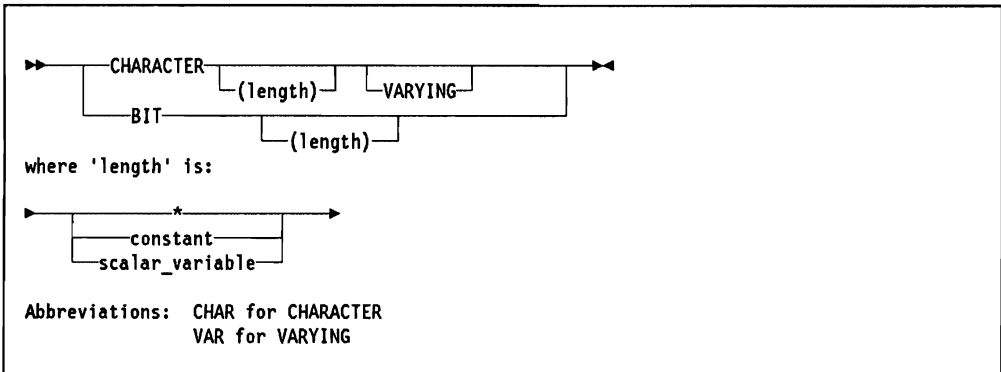 CHARACTER
(length) VARYING
BIT
(length)
where 'length' is:
*
constant
scalar_variable
Abbreviations: CHAR for CHARACTER
VAR for VARYING